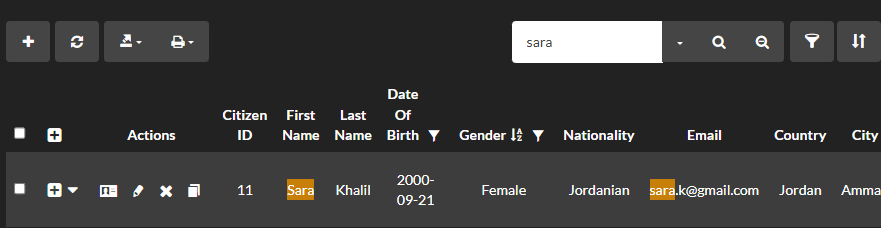 sara
Citizen ID First Name Last Name Date Of Birth Gender Nationality Email Country City
Actions
11 Sara Khalil 2000-09-21 Female Jordanian sara.k@gmail.com Jordan